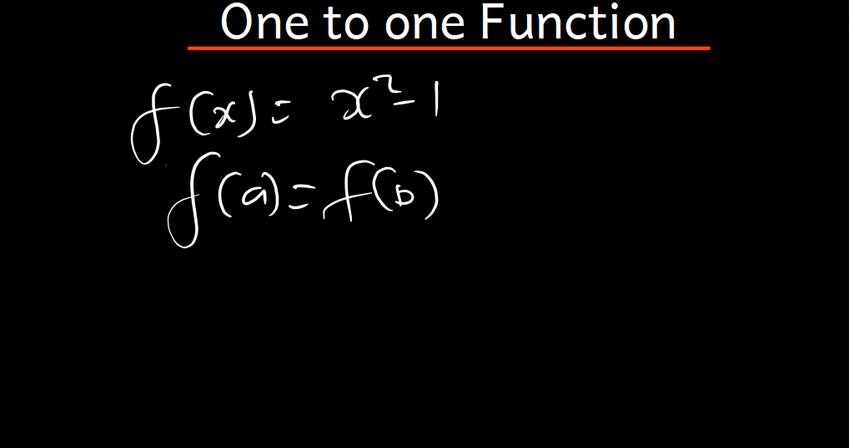 One to one Function
f(x) = x² - 1
f(a) = f(b)